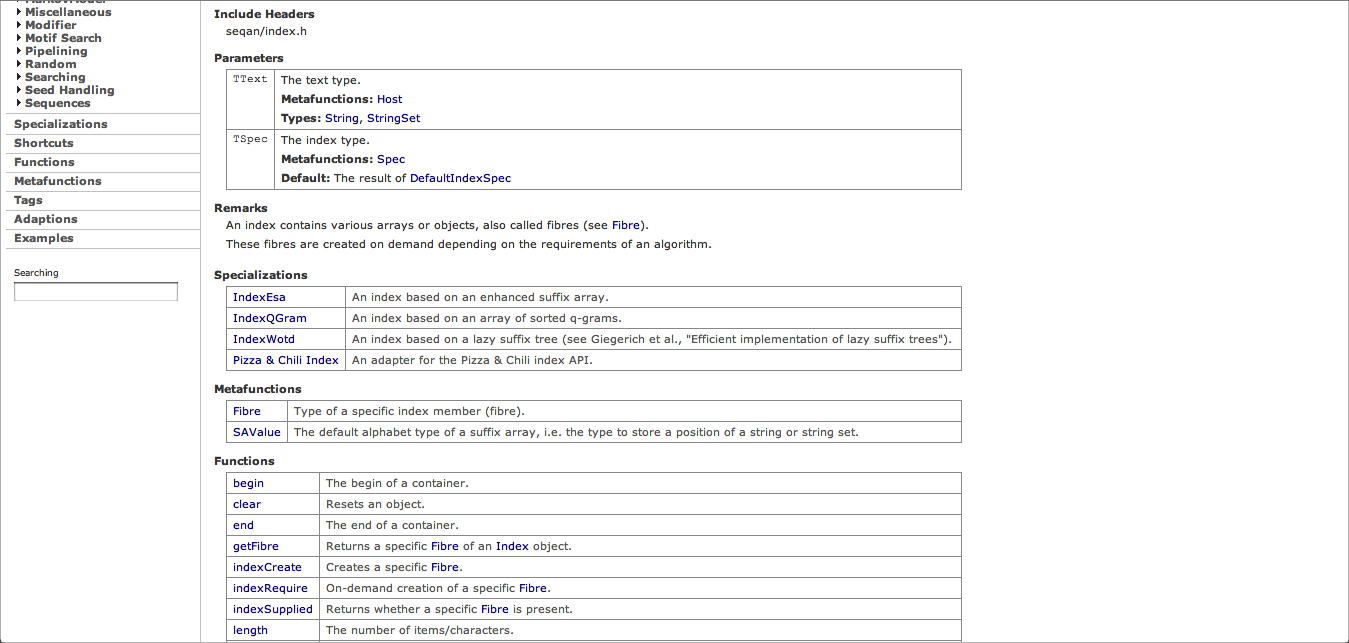 Miscellaneous
Modifier
Motif Search
Pipelining
Random
Searching
Seed Handling
Sequences
Specializations
Shortcuts
Functions
Metafunctions
Tags
Adaptions
Examples
Searching
Include Headers
seqan/index.h
Parameters
TText The text type.
Metafunctions: Host
Types: String, StringSet
TSpec The index type.
Metafunctions: Spec
Default: The result of DefaultIndexSpec
Remarks
An index contains various arrays or objects, also called fibres (see Fibre).
These fibres are created on demand depending on the requirements of an algorithm.
Specializations
IndexEsa An index based on an enhanced suffix array.
IndexQGram An index based on an array of sorted q-grams.
IndexWotd An index based on a lazy suffix tree (see Giegerich et al., "Efficient implementation of lazy suffix trees").
Pizza & Chili Index An adapter for the Pizza & Chili index API.
Metafunctions
Fibre Type of a specific index member (fibre).
SAValue The default alphabet type of a suffix array, i.e. the type to store a position of a string or string set.
Functions
begin The begin of a container.
clear Resets an object.
end The end of a container.
getFibre Returns a specific Fibre of an Index object.
indexCreate Creates a specific Fibre.
indexRequire On-demand creation of a specific Fibre.
indexSupplied Returns whether a specific Fibre is present.
length The number of items/characters.